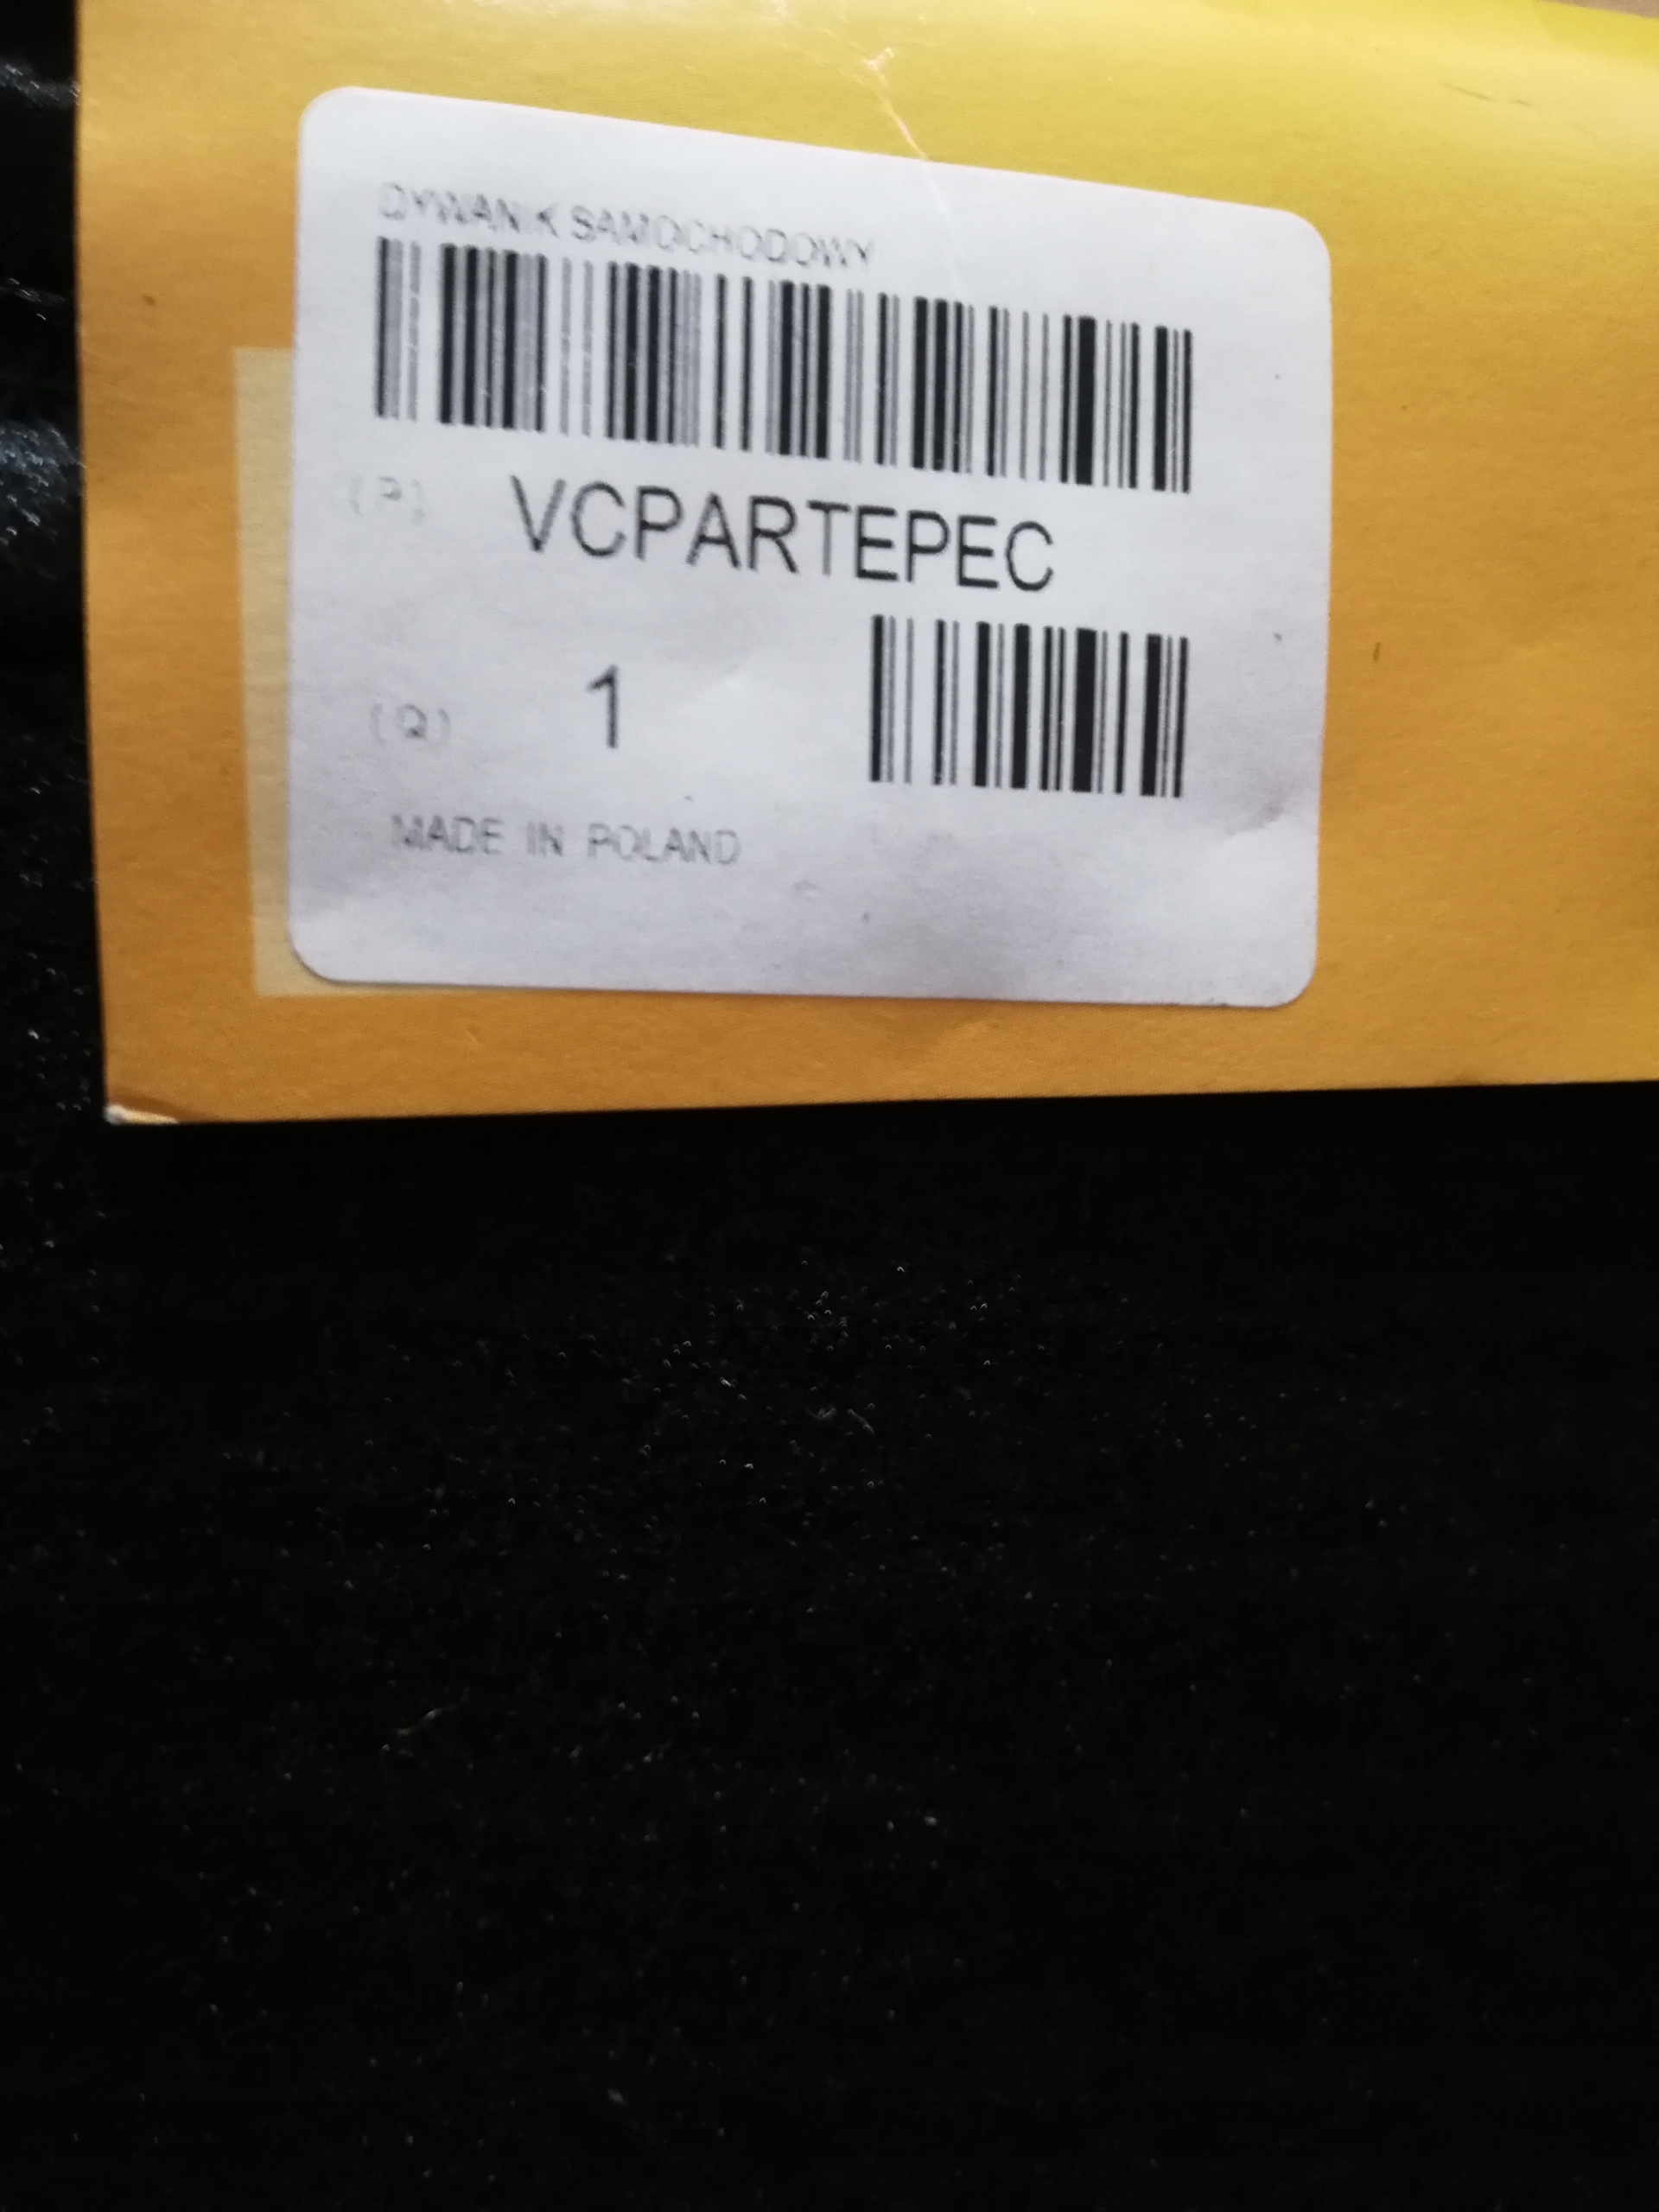 DYWANIK SAMOCHODOWY
(P) VCPARTEPEC
(Q) 1
MADE IN POLAND